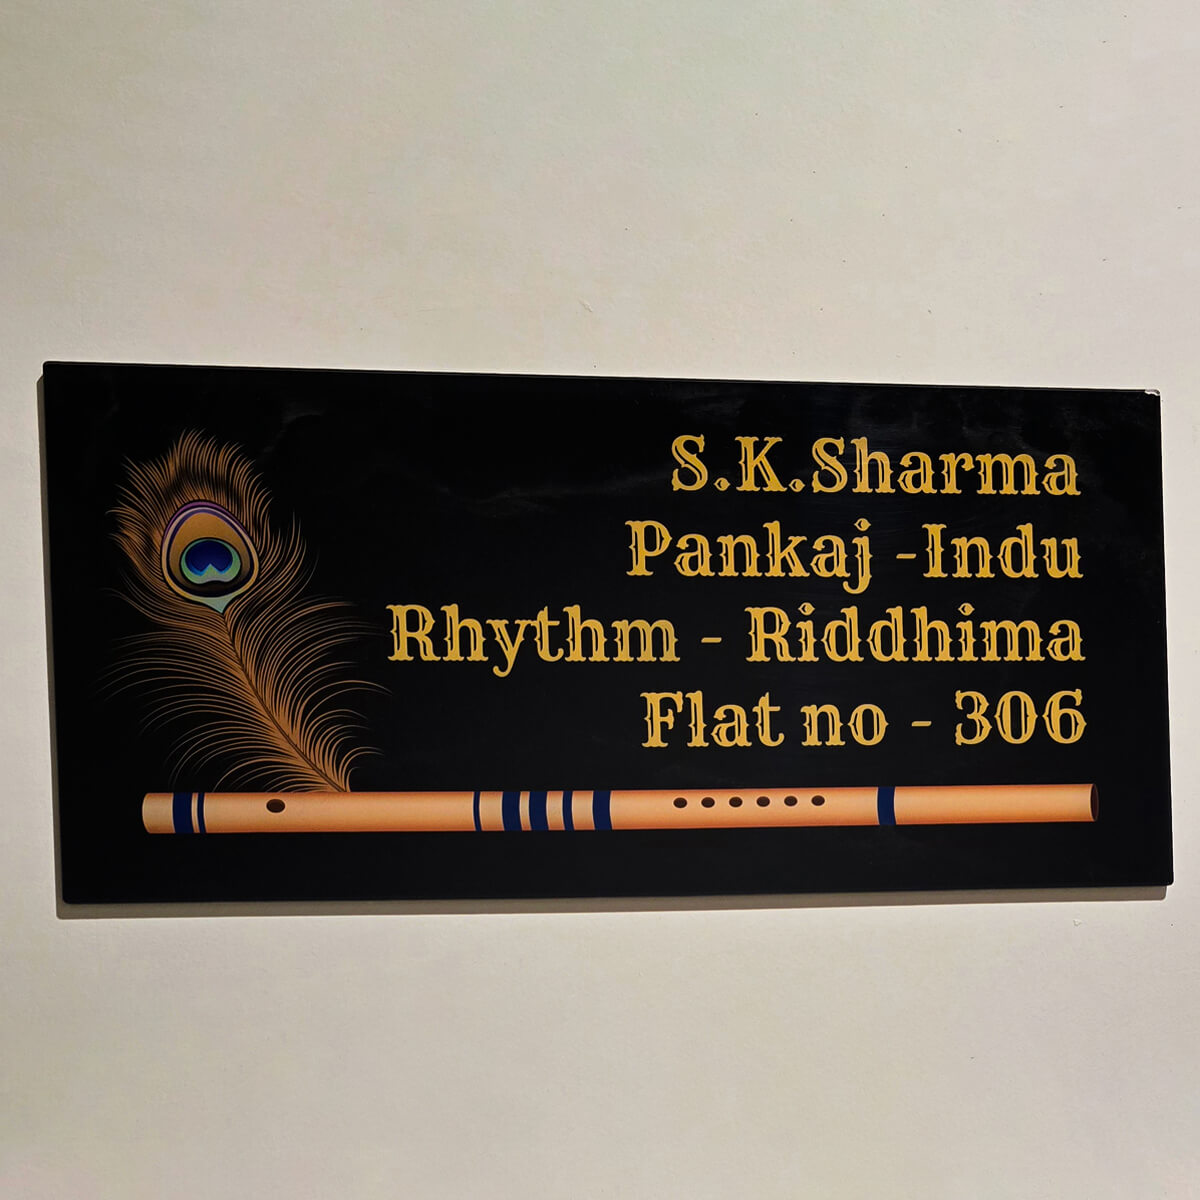 S.K.Sharma
Pankaj -Indu
Rhythm - Riddhima
Flat no - 306